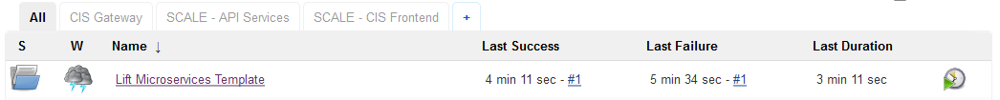 All CIS Gateway SCALE - API Services SCALE - CIS Frontend +
S W Name ↓ Last Success Last Failure Last Duration
Lift Microservices Template 4 min 11 sec - #1 5 min 34 sec - #1 3 min 11 sec